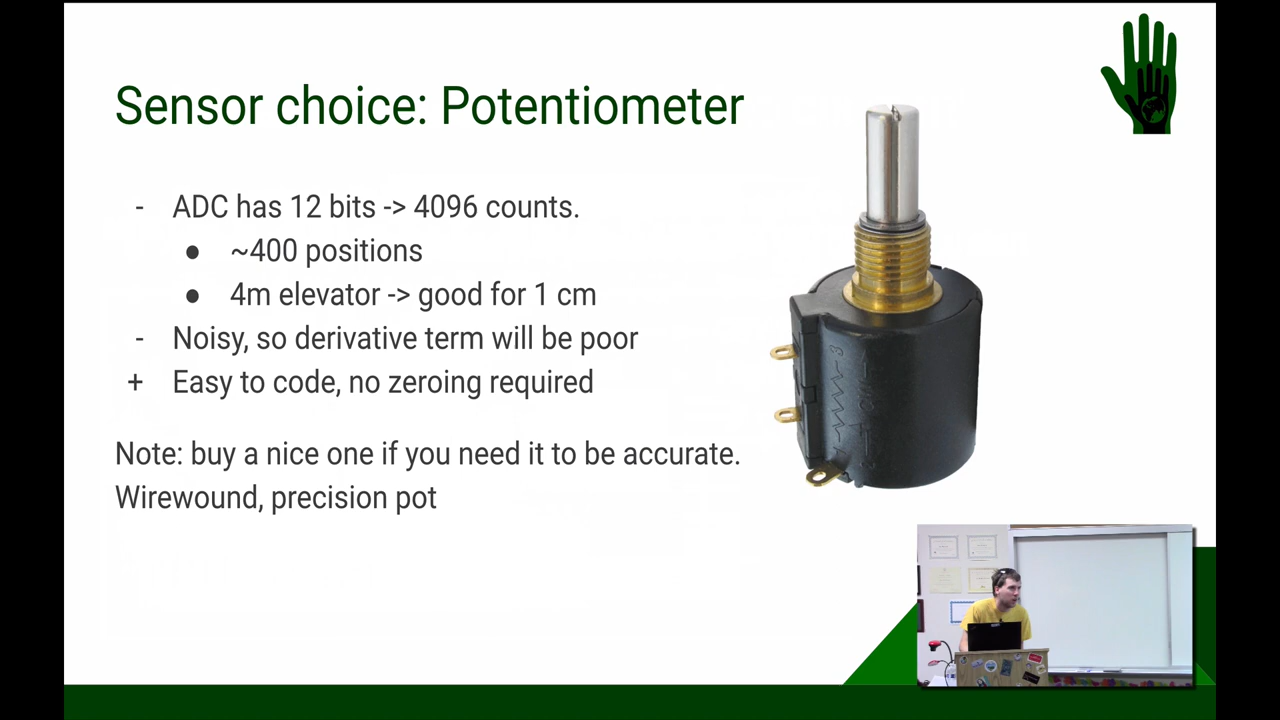 Sensor choice: Potentiometer
- ADC has 12 bits -> 4096 counts.
● ~400 positions
● 4m elevator -> good for 1 cm
- Noisy, so derivative term will be poor
+ Easy to code, no zeroing required
Note: buy a nice one if you need it to be accurate.
Wirewound, precision pot